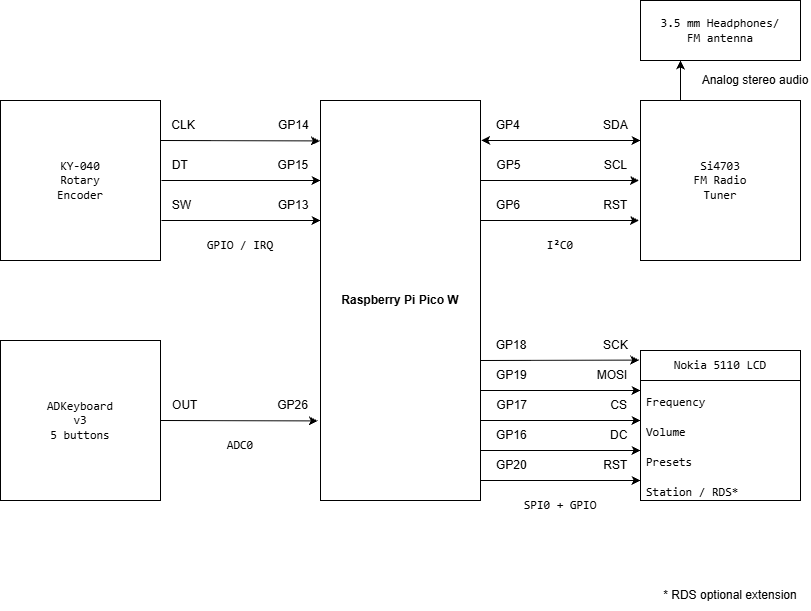 3.5 mm Headphones/
FM antenna
Analog stereo audio
KY-040
Rotary
Encoder
CLK GP14
DT GP15
SW GP13
GPIO / IRQ
Raspberry Pi Pico W
GP4 SDA
GP5 SCL
GP6 RST
I²C0
Si4703
FM Radio
Tuner
ADKeyboard
v3
5 buttons
OUT GP26
ADC0
GP18 SCK
GP19 MOSI
GP17 CS
GP16 DC
GP20 RST
SPI0 + GPIO
Nokia 5110 LCD
Frequency
Volume
Presets
Station / RDS*
* RDS optional extension